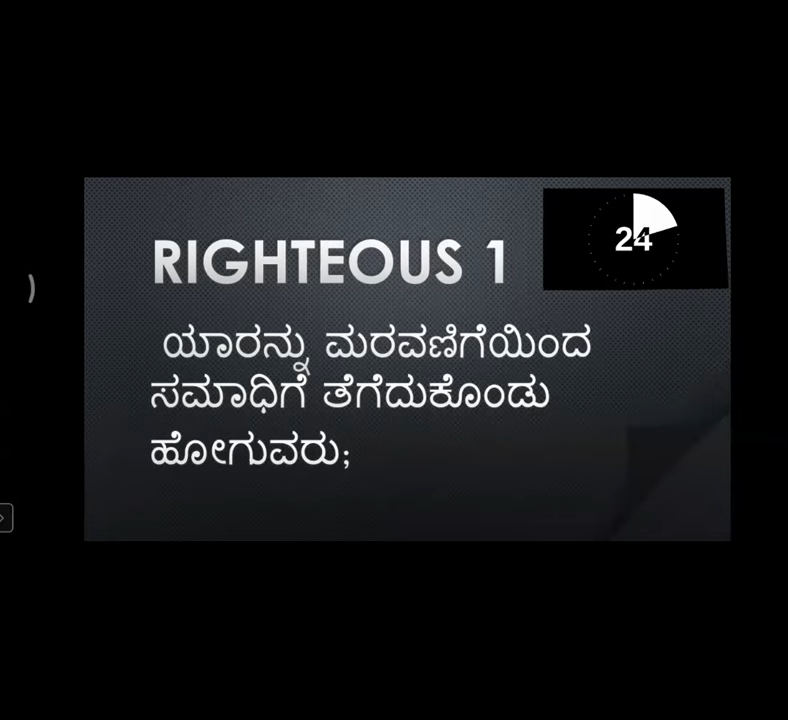 RIGHTEOUS 1
24
ಯಾರನ್ನು ಮರವಣಿಗೆಯಿಂದ
ಸಮಾಧಿಗೆ ತೆಗೆದುಕೊಂಡು
ಹೋಗುವರು;